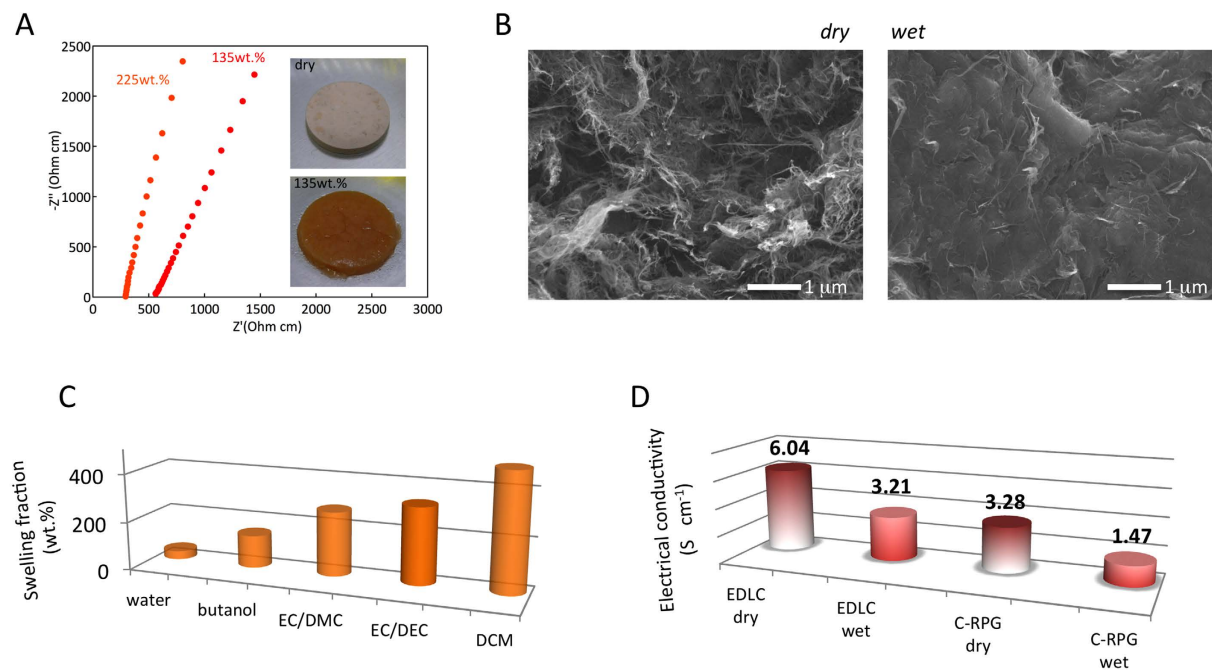 A
2500
2000
1500
1000
500
0
-Z'' (Ohm cm)
225wt.%
135wt.%
dry
135wt.%
0 500 1000 1500 2000 2500 3000
Z'(Ohm cm)
B
dry
wet
1 μm
1 μm
C
Swelling fraction
(wt.%)
400
200
0
water
butanol
EC/DMC
EC/DEC
DCM
D
Electrical conductivity
(S cm⁻¹)
6.04
3.21
3.28
1.47
EDLC
dry
EDLC
wet
C-RPG
dry
C-RPG
wet